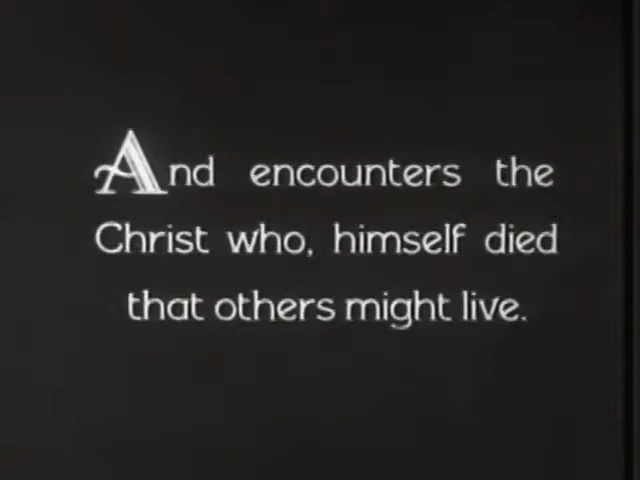 And encounters the
Christ who, himself died
that others might live.